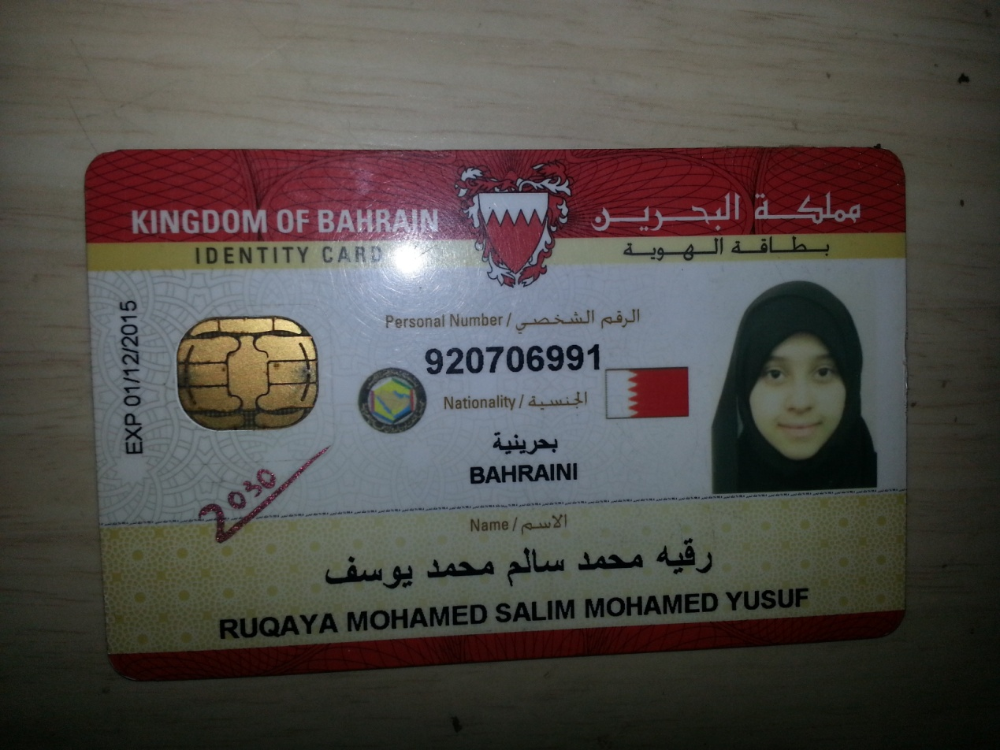 KINGDOM OF BAHRAIN
مملكة البحرين
IDENTITY CARD
بطاقة الهوية
EXP 01/12/2015
Personal Number / الرقم الشخصي
920706991
Nationality / الجنسية
بحرينية
BAHRAINI
2030
Name / الاسم
رقيه محمد سالم محمد يوسف
RUQAYA MOHAMED SALIM MOHAMED YUSUF